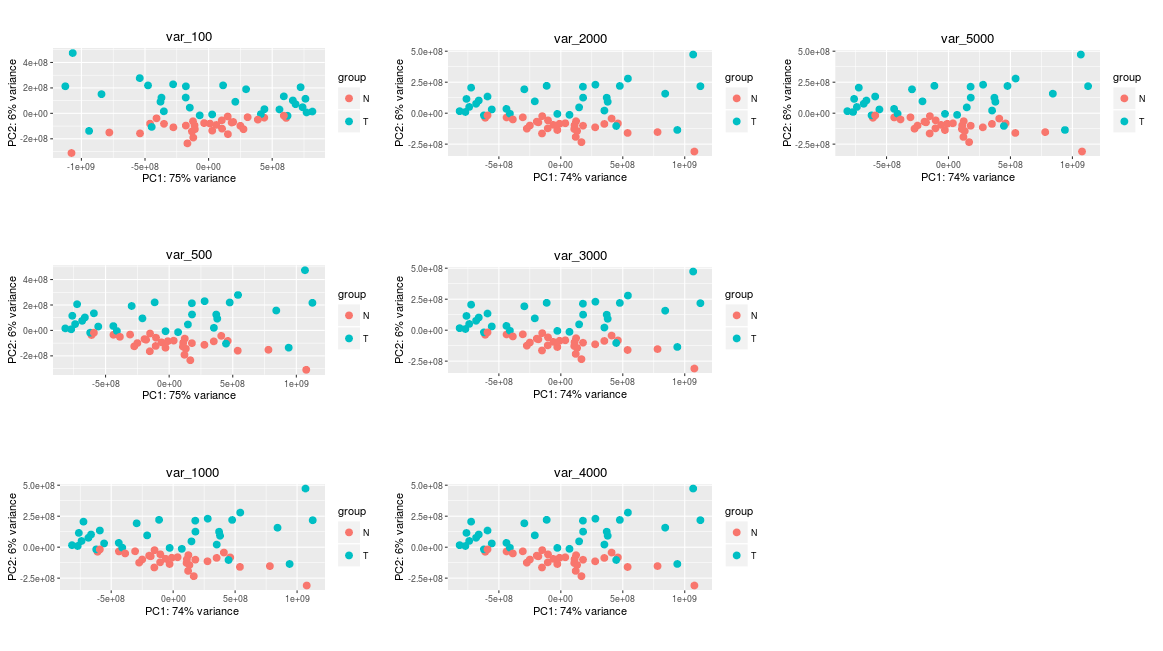 var_100
PC2: 6% variance
4e+08
2e+08
0e+00
-2e+08
-1e+09 -5e+08 0e+00 5e+08
PC1: 75% variance
group
N
T
var_2000
PC2: 6% variance
5.0e+08
2.5e+08
0.0e+00
-2.5e+08
-5e+08 0e+00 5e+08 1e+09
PC1: 74% variance
group
N
T
var_5000
PC2: 6% variance
5.0e+08
2.5e+08
0.0e+00
-2.5e+08
-5e+08 0e+00 5e+08 1e+09
PC1: 74% variance
group
N
T
var_500
PC2: 6% variance
4e+08
2e+08
0e+00
-2e+08
-5e+08 0e+00 5e+08 1e+09
PC1: 75% variance
group
N
T
var_3000
PC2: 6% variance
5.0e+08
2.5e+08
0.0e+00
-2.5e+08
-5e+08 0e+00 5e+08 1e+09
PC1: 74% variance
group
N
T
var_1000
PC2: 6% variance
5.0e+08
2.5e+08
0.0e+00
-2.5e+08
-5e+08 0e+00 5e+08 1e+09
PC1: 74% variance
group
N
T
var_4000
PC2: 6% variance
5.0e+08
2.5e+08
0.0e+00
-2.5e+08
-5e+08 0e+00 5e+08 1e+09
PC1: 74% variance
group
N
T